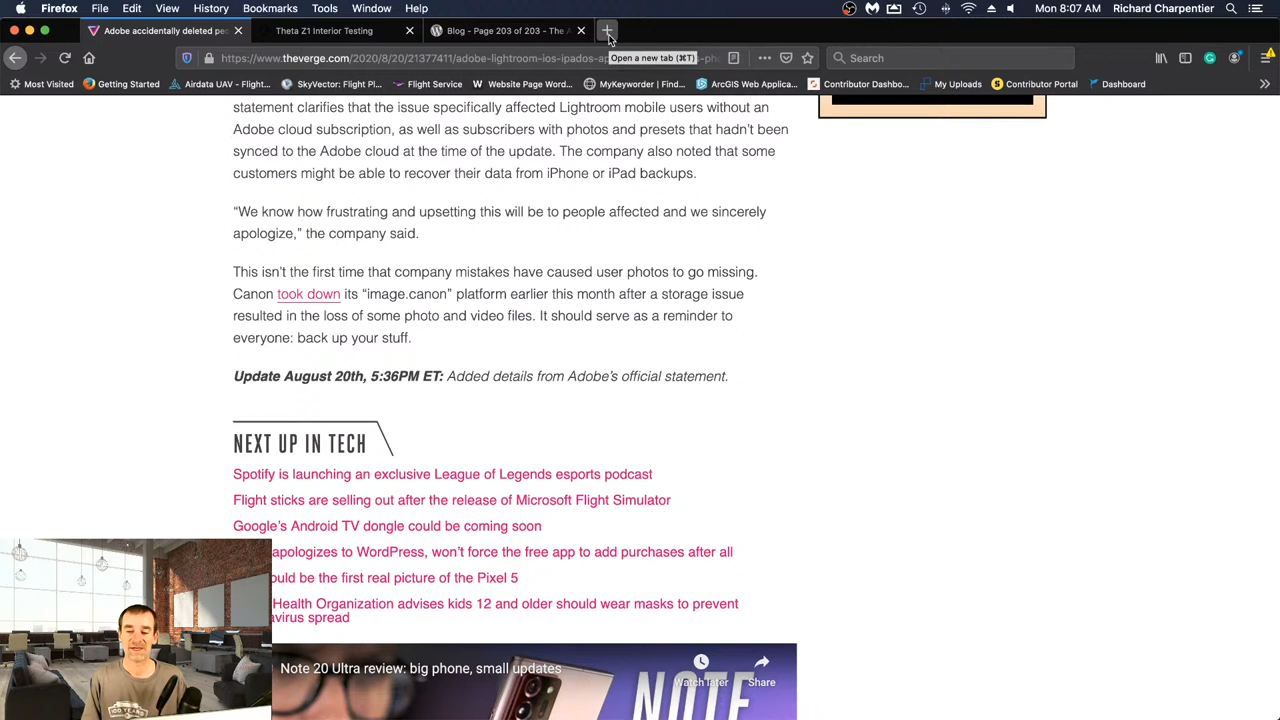 Firefox File Edit View History Bookmarks Tools Window Help
Mon 8:07 AM Richard Charpentier
Adobe accidentally deleted pe
Theta Z1 Interior Testing
Blog - Page 203 of 203 - The A
https://www.theverge.com/2020/8/20/21377411/adobe-lightroom-ios-ipados-ap
Open a new tab (⌘T)
Search
Most Visited
Getting Started
Airdata UAV - Flight...
SkyVector: Flight Pl...
Flight Service
Website Page Wor...
MyKeyworder | Find...
ArcGIS Web Applica...
Contributor Dashbo...
My Uploads
Contributor Portal
Dashboard
statement clarifies that the issue specifically affected Lightroom mobile users without an
Adobe cloud subscription, as well as subscribers with photos and presets that hadn't been
synced to the Adobe cloud at the time of the update. The company also noted that some
customers might be able to recover their data from iPhone or iPad backups.
“We know how frustrating and upsetting this will be to people affected and we sincerely
apologize,” the company said.
This isn't the first time that company mistakes have caused user photos to go missing.
Canon took down its “image.canon” platform earlier this month after a storage issue
resulted in the loss of some photo and video files. It should serve as a reminder to
everyone: back up your stuff.
Update August 20th, 5:36PM ET: Added details from Adobe's official statement.
NEXT UP IN TECH
Spotify is launching an exclusive League of Legends esports podcast
Flight sticks are selling out after the release of Microsoft Flight Simulator
Google's Android TV dongle could be coming soon
apologizes to WordPress, won't force the free app to add purchases after all
ould be the first real picture of the Pixel 5
Health Organization advises kids 12 and older should wear masks to prevent
avirus spread
Note 20 Ultra review: big phone, small updates
Watch later
Share
NOTE
100 YEARS